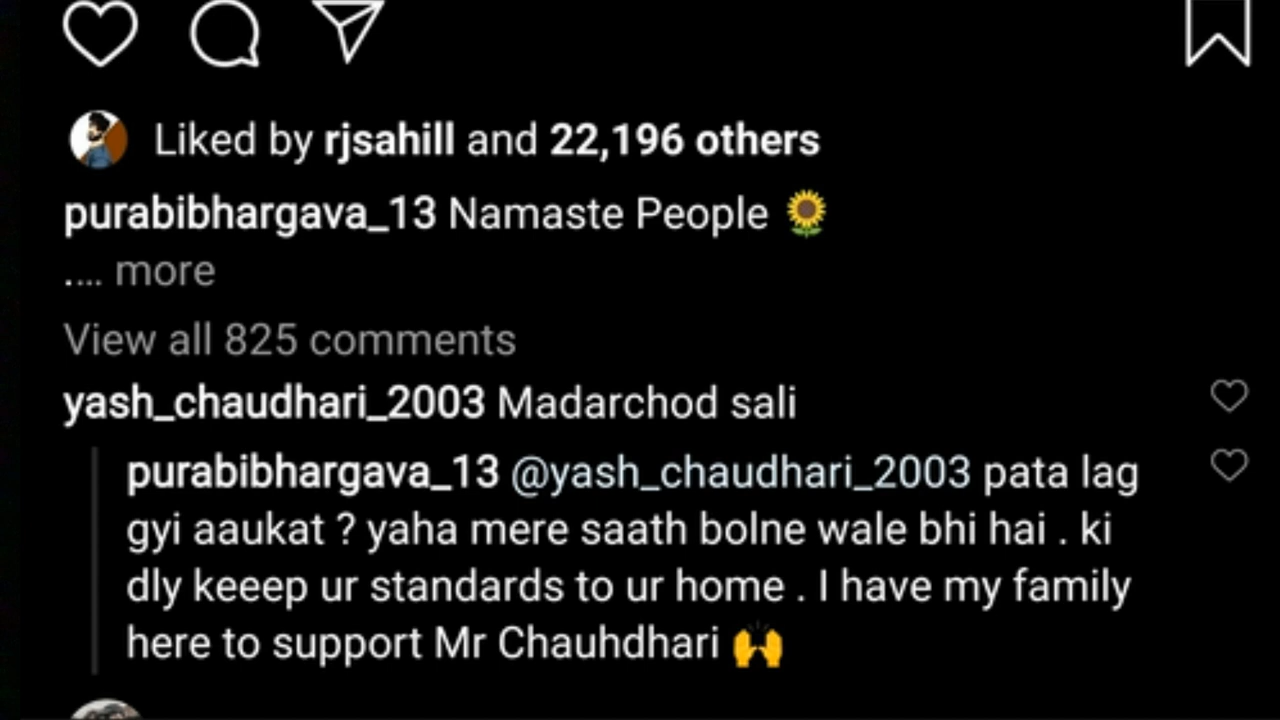 Liked by rjsahill and 22,196 others
purabibhargava_13 Namaste People 🌻
.... more
View all 825 comments
yash_chaudhari_2003 Madarchod sali
purabibhargava_13 @yash_chaudhari_2003 pata lag
gyi aaukat ? yaha mere saath bolne wale bhi hai . ki
dly keeep ur standards to ur home . I have my family
here to support Mr Chauhdhari 🙌